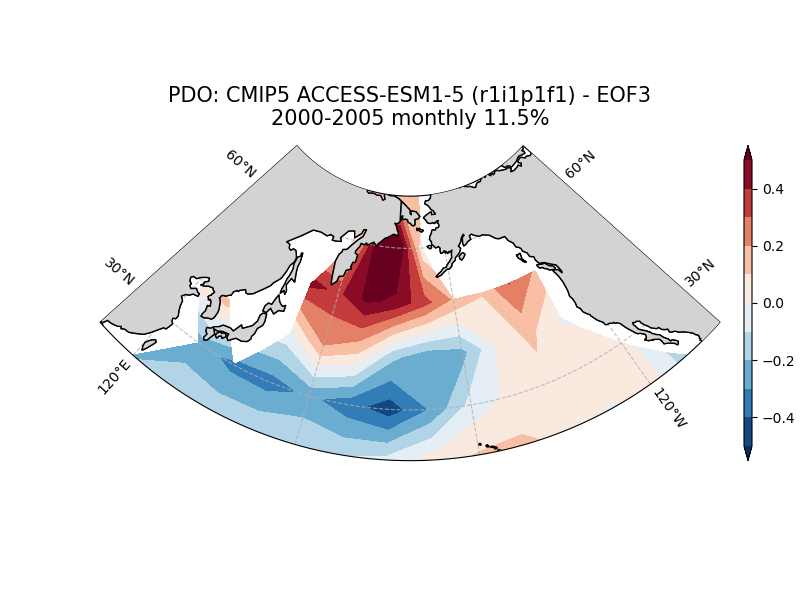 PDO: CMIP5 ACCESS-ESM1-5 (r1i1p1f1) - EOF3
2000-2005 monthly 11.5%
60°N
60°N
30°N
30°N
120°E
120°W
0.4
0.2
0.0
−0.2
−0.4